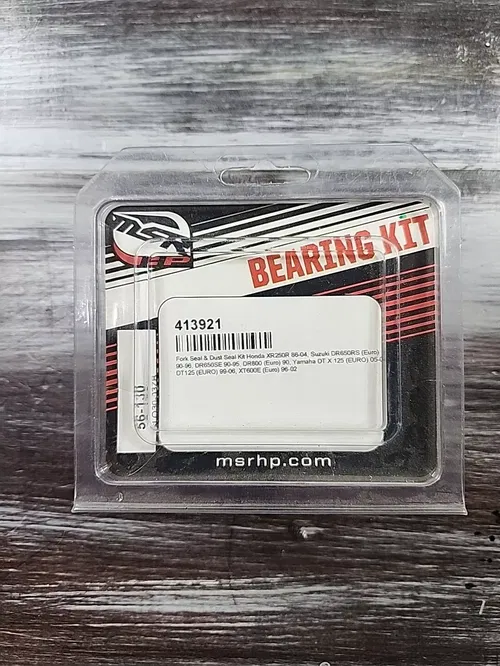 MSR
HP
BEARING KIT
413921
Fork Seal & Dust Seal Kit Honda XR250R 86-04, Suzuki DR650RS (Euro)
90-96, DR650SE 90-95, DR800 (Euro) 90, Yamaha DT X 125 (EURO) 05-0
DT125 (EURO) 99-06, XT600E (Euro) 96-02
56-130
msrhp.com